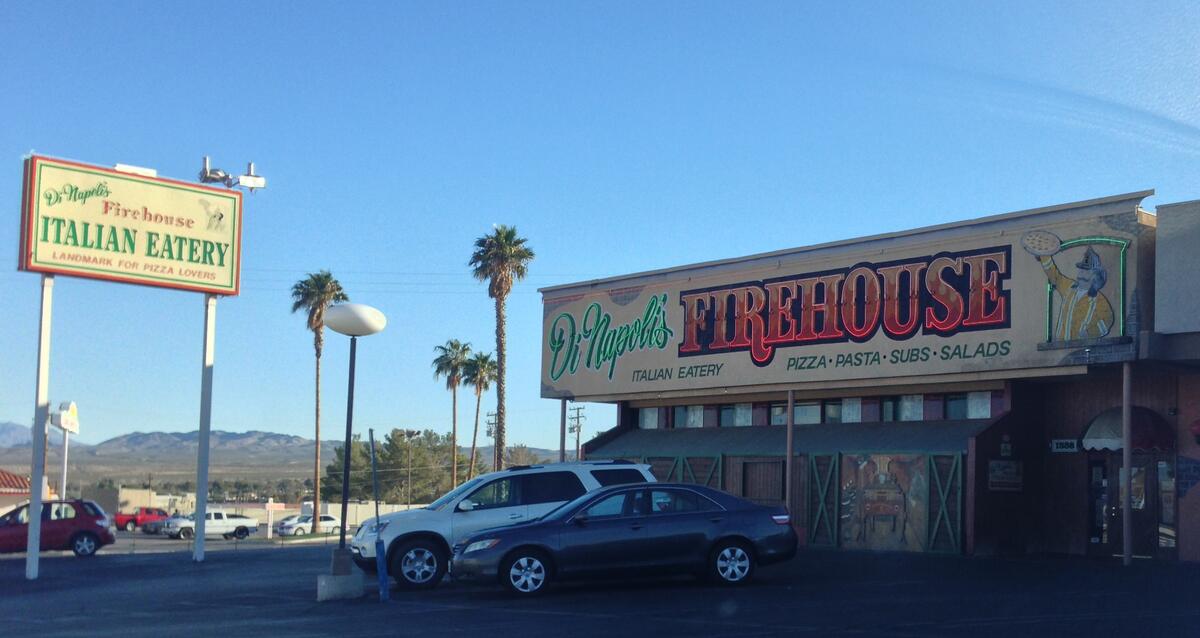 Di Napoli's
Firehouse
ITALIAN EATERY
LANDMARK FOR PIZZA LOVERS
Di Napoli's FIREHOUSE
ITALIAN EATERY PIZZA • PASTA • SUBS • SALADS